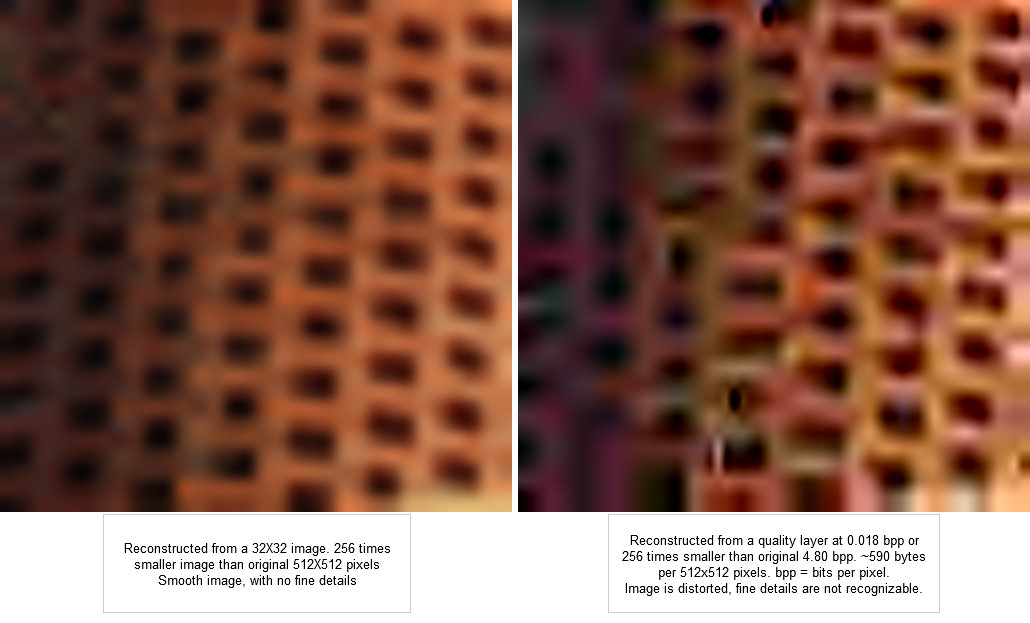 Reconstructed from a 32X32 image. 256 times
smaller image than original 512X512 pixels
Smooth image, with no fine details
Reconstructed from a quality layer at 0.018 bpp or
256 times smaller than original 4.80 bpp. ~590 bytes
per 512x512 pixels. bpp = bits per pixel.
Image is distorted, fine details are not recognizable.